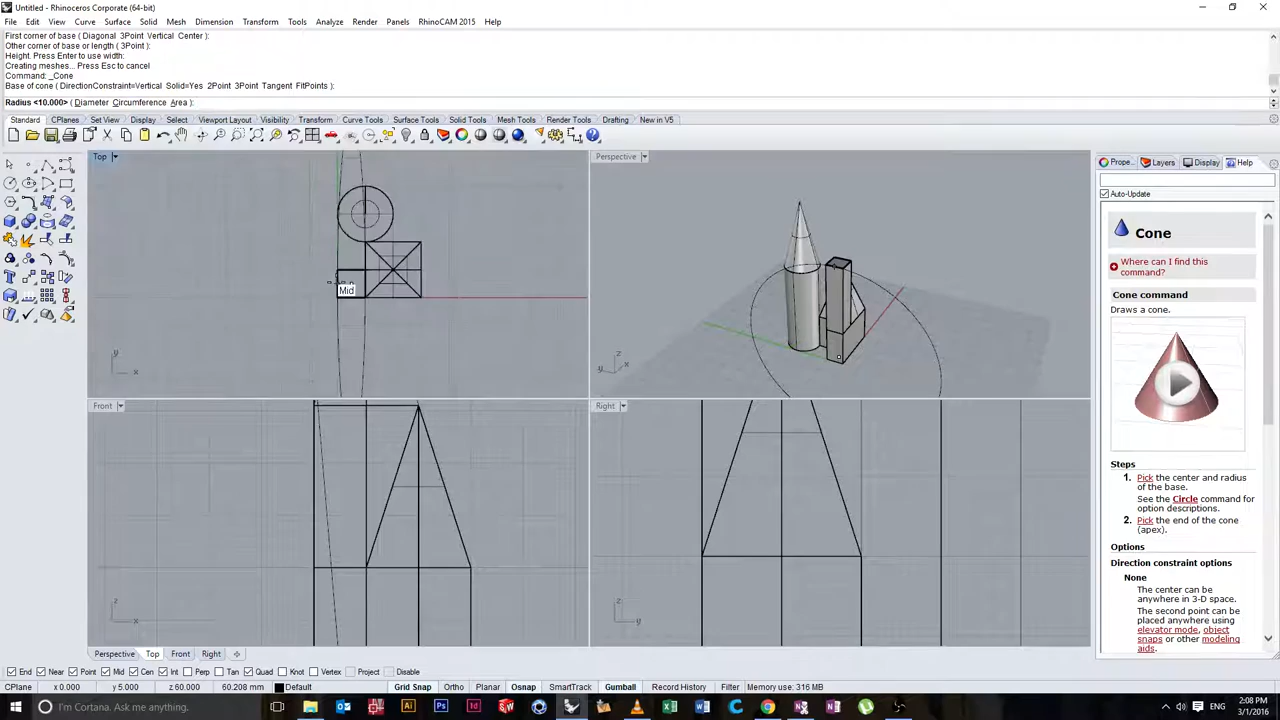 Untitled - Rhinoceros Corporate (64-bit)
File Edit View Curve Surface Solid Mesh Dimension Transform Tools Analyze Render Panels RhinoCAM 2015 Help
First corner of base ( Diagonal 3Point Vertical Center ):
Other corner of base or length ( 3Point ):
Height. Press Enter to use width:
Creating meshes... Press Esc to cancel
Command: _Cone
Base of cone ( DirectionConstraint=Vertical Solid=Yes 2Point 3Point Tangent FitPoints ):
Radius <10.000> ( Diameter Circumference Area ):
Standard CPlanes Set View Display Select Viewport Layout Visibility Transform Curve Tools Surface Tools Solid Tools Mesh Tools Render Tools Drafting New in V5
Top
Perspective
Prope... Layers Display Help
Auto-Update
Cone
Where can I find this
command?
Cone command
Draws a cone.
Mid
y x
z y x
Front
Right
z x
z y
Steps
1. Pick the center and radius
of the base.
See the Circle command for
option descriptions.
2. Pick the end of the cone
(apex).
Options
Direction constraint options
None
The center can be
anywhere in 3-D space.
The second point can be
placed anywhere using
elevator mode, object
snaps or other modeling
aids.
Perspective Top Front Right
End Near Point Mid Cen Int Perp Tan Quad Knot Vertex Project Disable
CPlane x 0.000 y 5.000 z 60.000 60.208 mm Default Grid Snap Ortho Planar Osnap SmartTrack Gumball Record History Filter Memory use: 316 MB
I'm Cortana. Ask me anything.
ENG
2:08 PM
3/1/2016